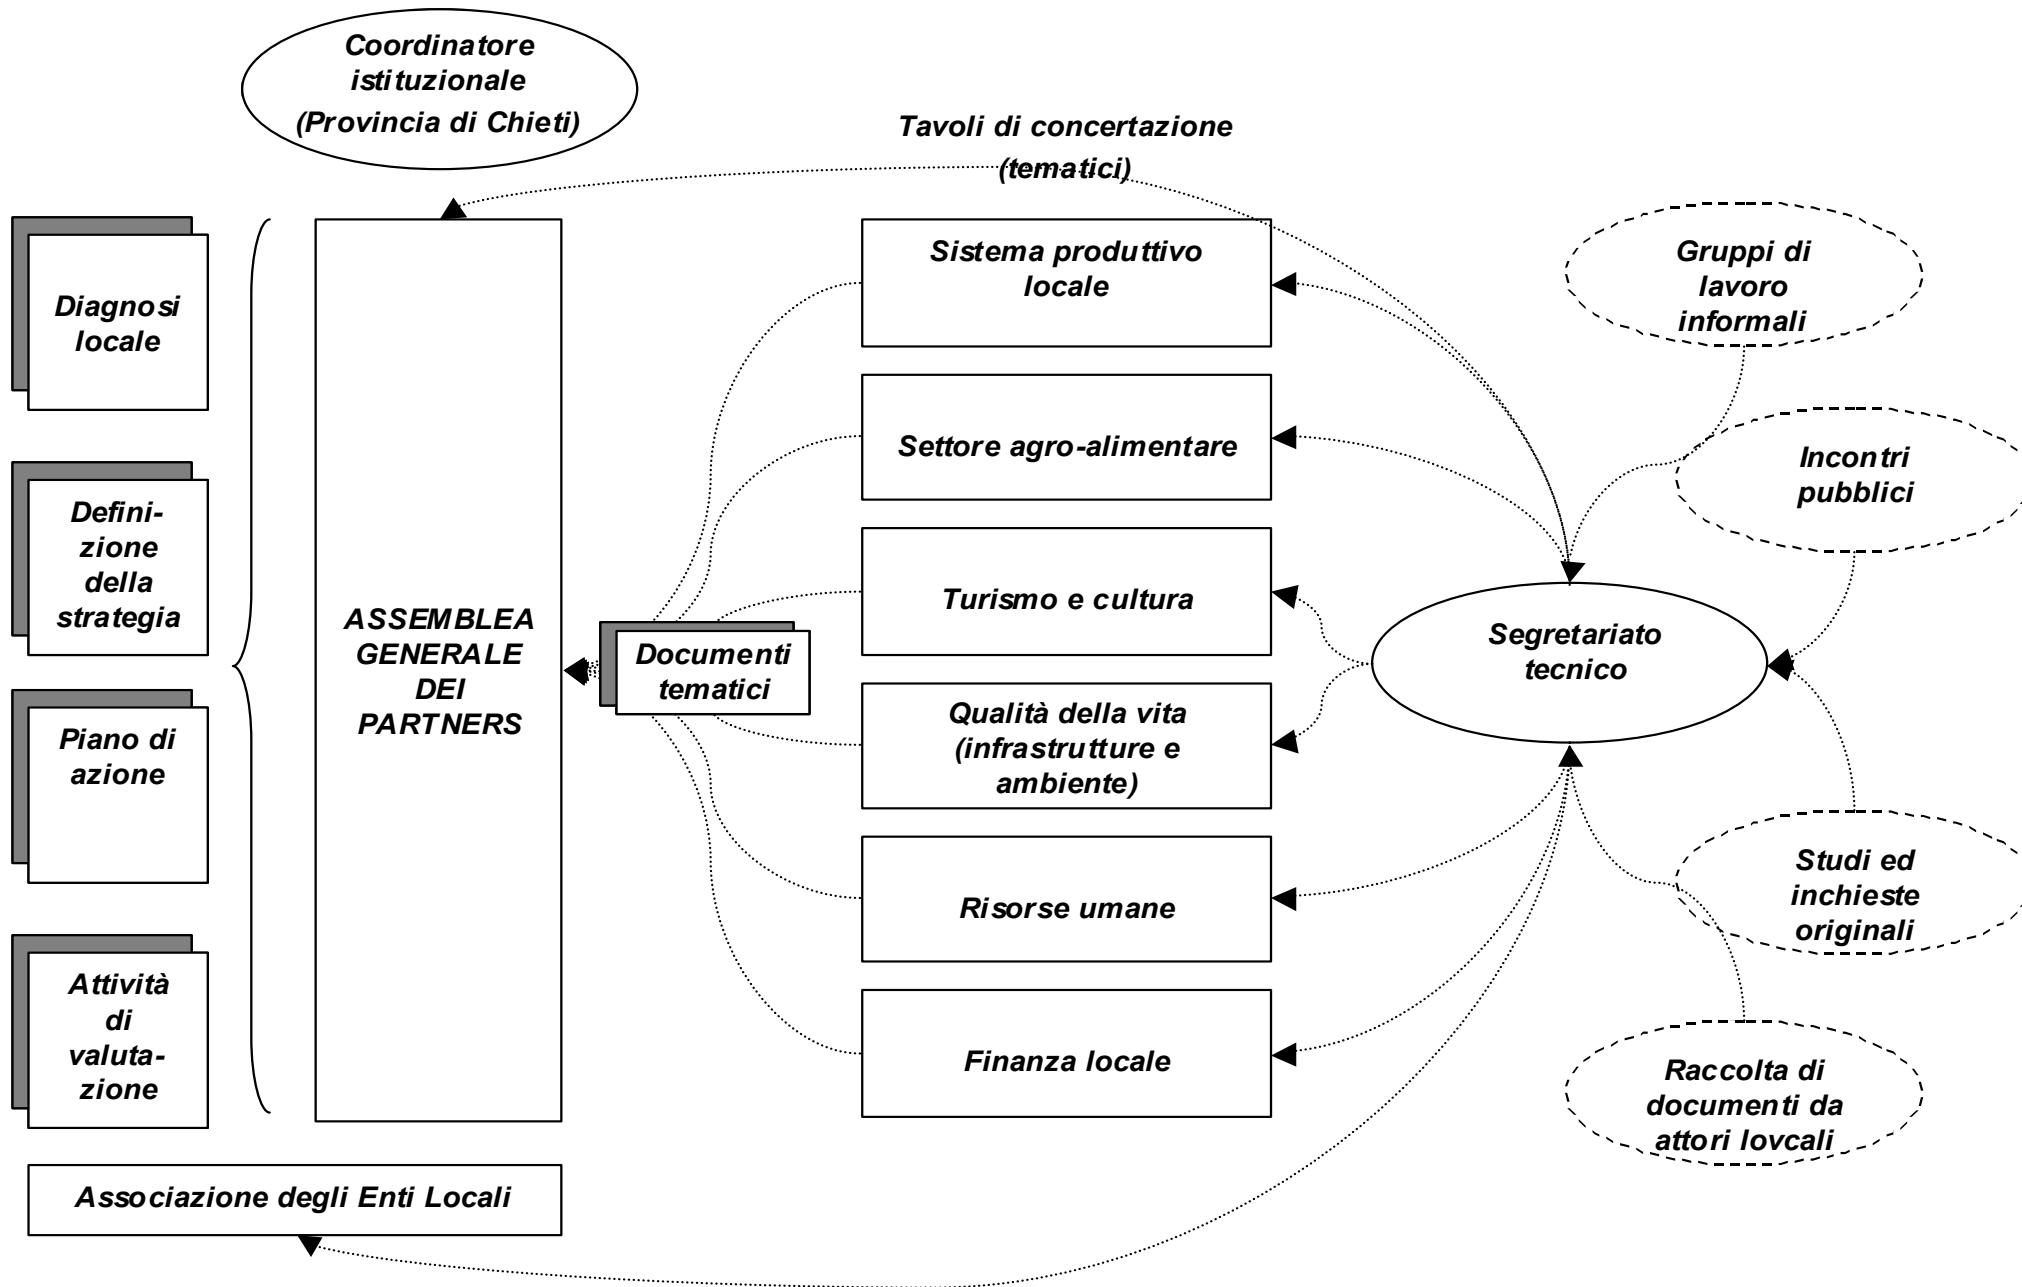 Coordinatore
istituzionale
(Provincia di Chieti)
Tavoli di concertazione
(tematici)
Diagnosi
locale
Defini-
zione
della
strategia
Piano di
azione
Attività
di
valuta-
zione
ASSEMBLEA
GENERALE
DEI
PARTNERS
Documenti
tematici
Sistema produttivo
locale
Settore agro-alimentare
Turismo e cultura
Qualità della vita
(infrastrutture e
ambiente)
Risorse umane
Finanza locale
Segretariato
tecnico
Gruppi di
lavoro
informali
Incontri
pubblici
Studi ed
inchieste
originali
Raccolta di
documenti da
attori lovcali
Associazione degli Enti Locali